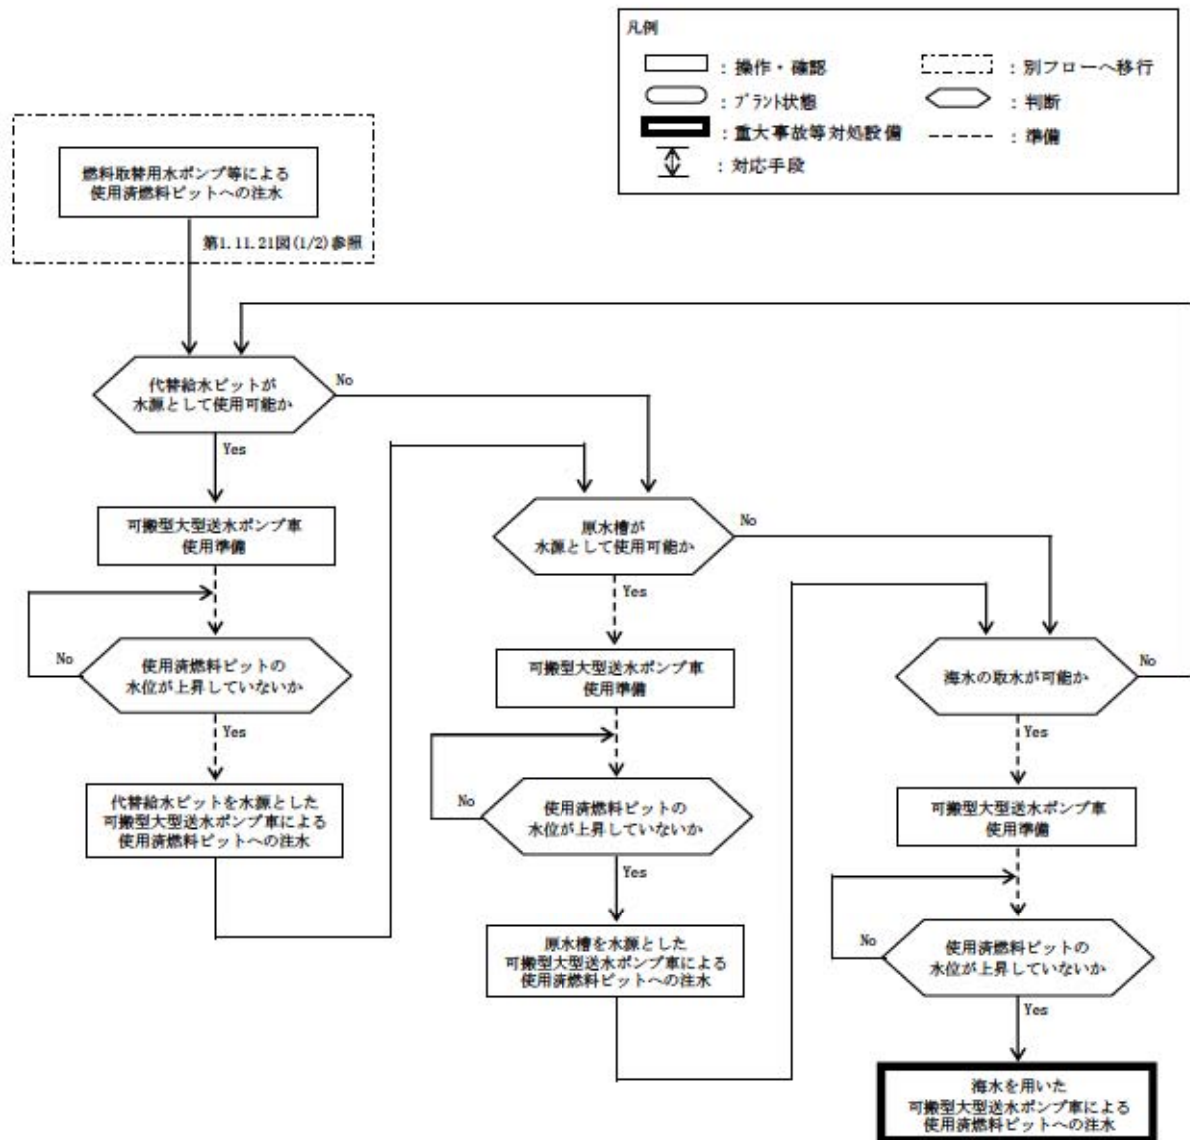 凡例
：操作・確認
：プラント状態
：重大事故等対処設備
：対応手段
：別フローへ移行
：判断
：準備
燃料取替用水ポンプ等による
使用済燃料ピットへの注水
第1.11.21図(1/2)参照
代替給水ピットが
水源として使用可能か
No
Yes
可搬型大型送水ポンプ車
使用準備
使用済燃料ピットの
水位が上昇していないか
No
Yes
代替給水ピットを水源とした
可搬型大型送水ポンプ車による
使用済燃料ピットへの注水
原水槽が
水源として使用可能か
No
Yes
可搬型大型送水ポンプ車
使用準備
使用済燃料ピットの
水位が上昇していないか
No
Yes
原水槽を水源とした
可搬型大型送水ポンプ車による
使用済燃料ピットへの注水
海水の取水が可能か
No
Yes
可搬型大型送水ポンプ車
使用準備
使用済燃料ピットの
水位が上昇していないか
No
Yes
海水を用いた
可搬型大型送水ポンプ車による
使用済燃料ピットへの注水